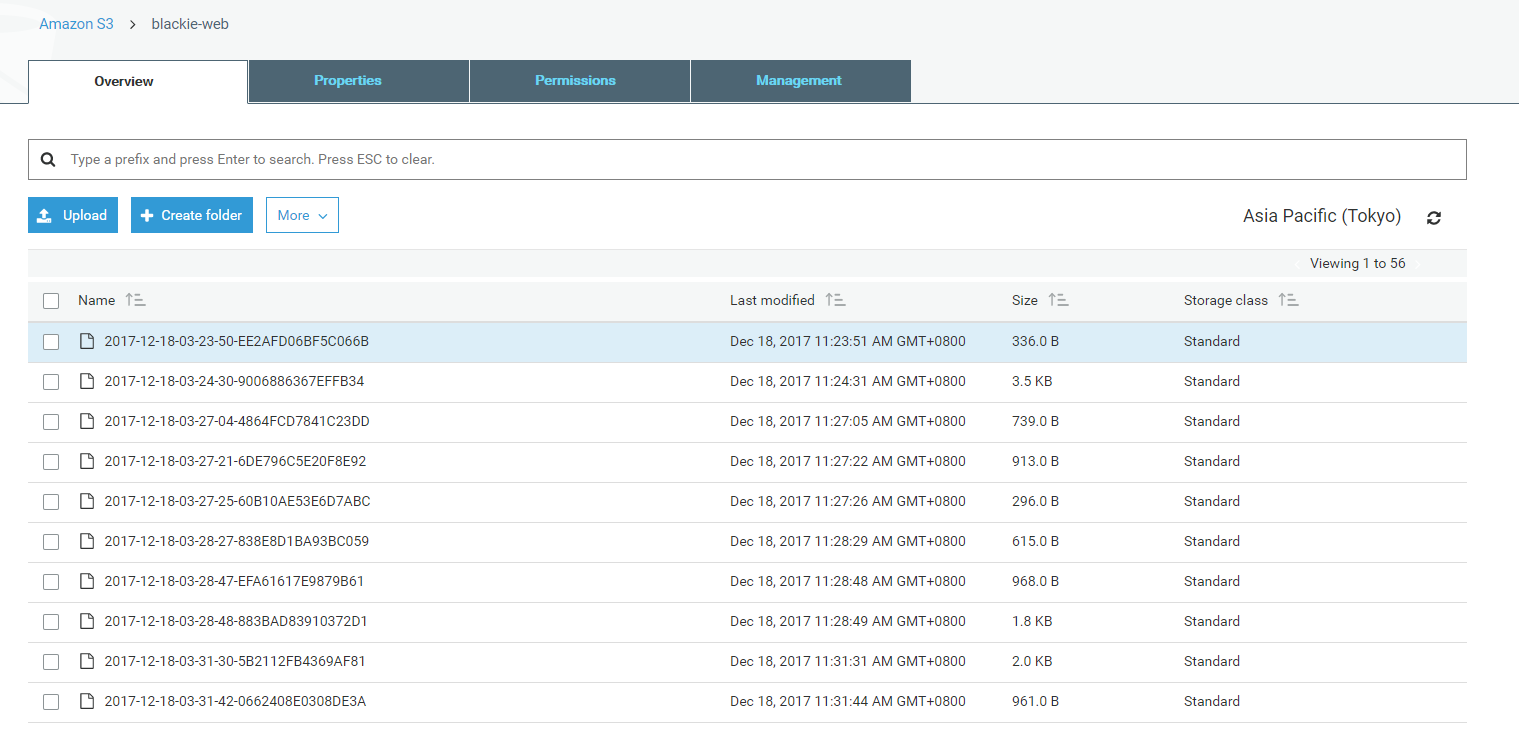 Amazon S3 > blackie-web
Overview Properties Permissions Management
Type a prefix and press Enter to search. Press ESC to clear.
Upload Create folder More Asia Pacific (Tokyo)
Viewing 1 to 56
Name Last modified Size Storage class
2017-12-18-03-23-50-EE2AFD06BF5C066B Dec 18, 2017 11:23:51 AM GMT+0800 336.0 B Standard
2017-12-18-03-24-30-9006886367EFFB34 Dec 18, 2017 11:24:31 AM GMT+0800 3.5 KB Standard
2017-12-18-03-27-04-4864FCD7841C23DD Dec 18, 2017 11:27:05 AM GMT+0800 739.0 B Standard
2017-12-18-03-27-21-6DE796C5E20F8E92 Dec 18, 2017 11:27:22 AM GMT+0800 913.0 B Standard
2017-12-18-03-27-25-60B10AE53E6D7ABC Dec 18, 2017 11:27:26 AM GMT+0800 296.0 B Standard
2017-12-18-03-28-27-838E8D1BA93BC059 Dec 18, 2017 11:28:29 AM GMT+0800 615.0 B Standard
2017-12-18-03-28-47-EFA61617E9879B61 Dec 18, 2017 11:28:48 AM GMT+0800 968.0 B Standard
2017-12-18-03-28-48-883BAD83910372D1 Dec 18, 2017 11:28:49 AM GMT+0800 1.8 KB Standard
2017-12-18-03-31-30-5B2112FB4369AF81 Dec 18, 2017 11:31:31 AM GMT+0800 2.0 KB Standard
2017-12-18-03-31-42-0662408E0308DE3A Dec 18, 2017 11:31:44 AM GMT+0800 961.0 B Standard